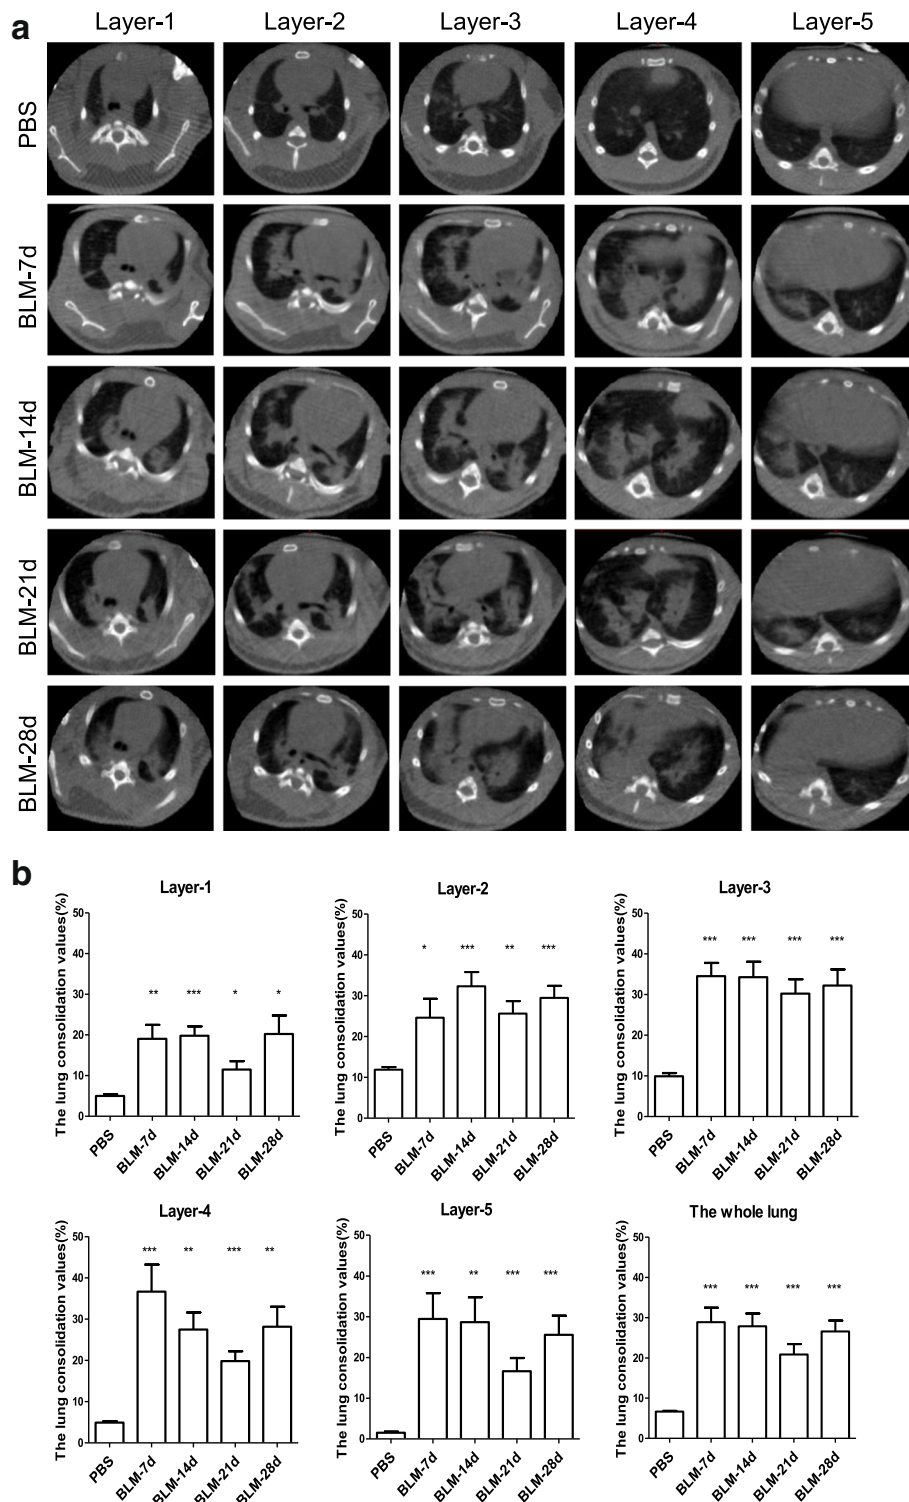 a
Layer-1 Layer-2 Layer-3 Layer-4 Layer-5
PBS
BLM-7d
BLM-14d
BLM-21d
BLM-28d
b
Layer-1
The lung consolidation values(%)
50
40
30
20
10
0
** *** * *
PBS BLM-7d BLM-14d BLM-21d BLM-28d
Layer-2
The lung consolidation values(%)
50
40
30
20
10
0
* *** ** ***
PBS BLM-7d BLM-14d BLM-21d BLM-28d
Layer-3
The lung consolidation values(%)
50
40
30
20
10
0
*** *** *** ***
PBS BLM-7d BLM-14d BLM-21d BLM-28d
Layer-4
The lung consolidation values(%)
50
40
30
20
10
0
*** ** *** **
PBS BLM-7d BLM-14d BLM-21d BLM-28d
Layer-5
The lung consolidation values(%)
50
40
30
20
10
0
*** ** *** ***
PBS BLM-7d BLM-14d BLM-21d BLM-28d
The whole lung
The lung consolidation values(%)
50
40
30
20
10
0
*** *** *** ***
PBS BLM-7d BLM-14d BLM-21d BLM-28d